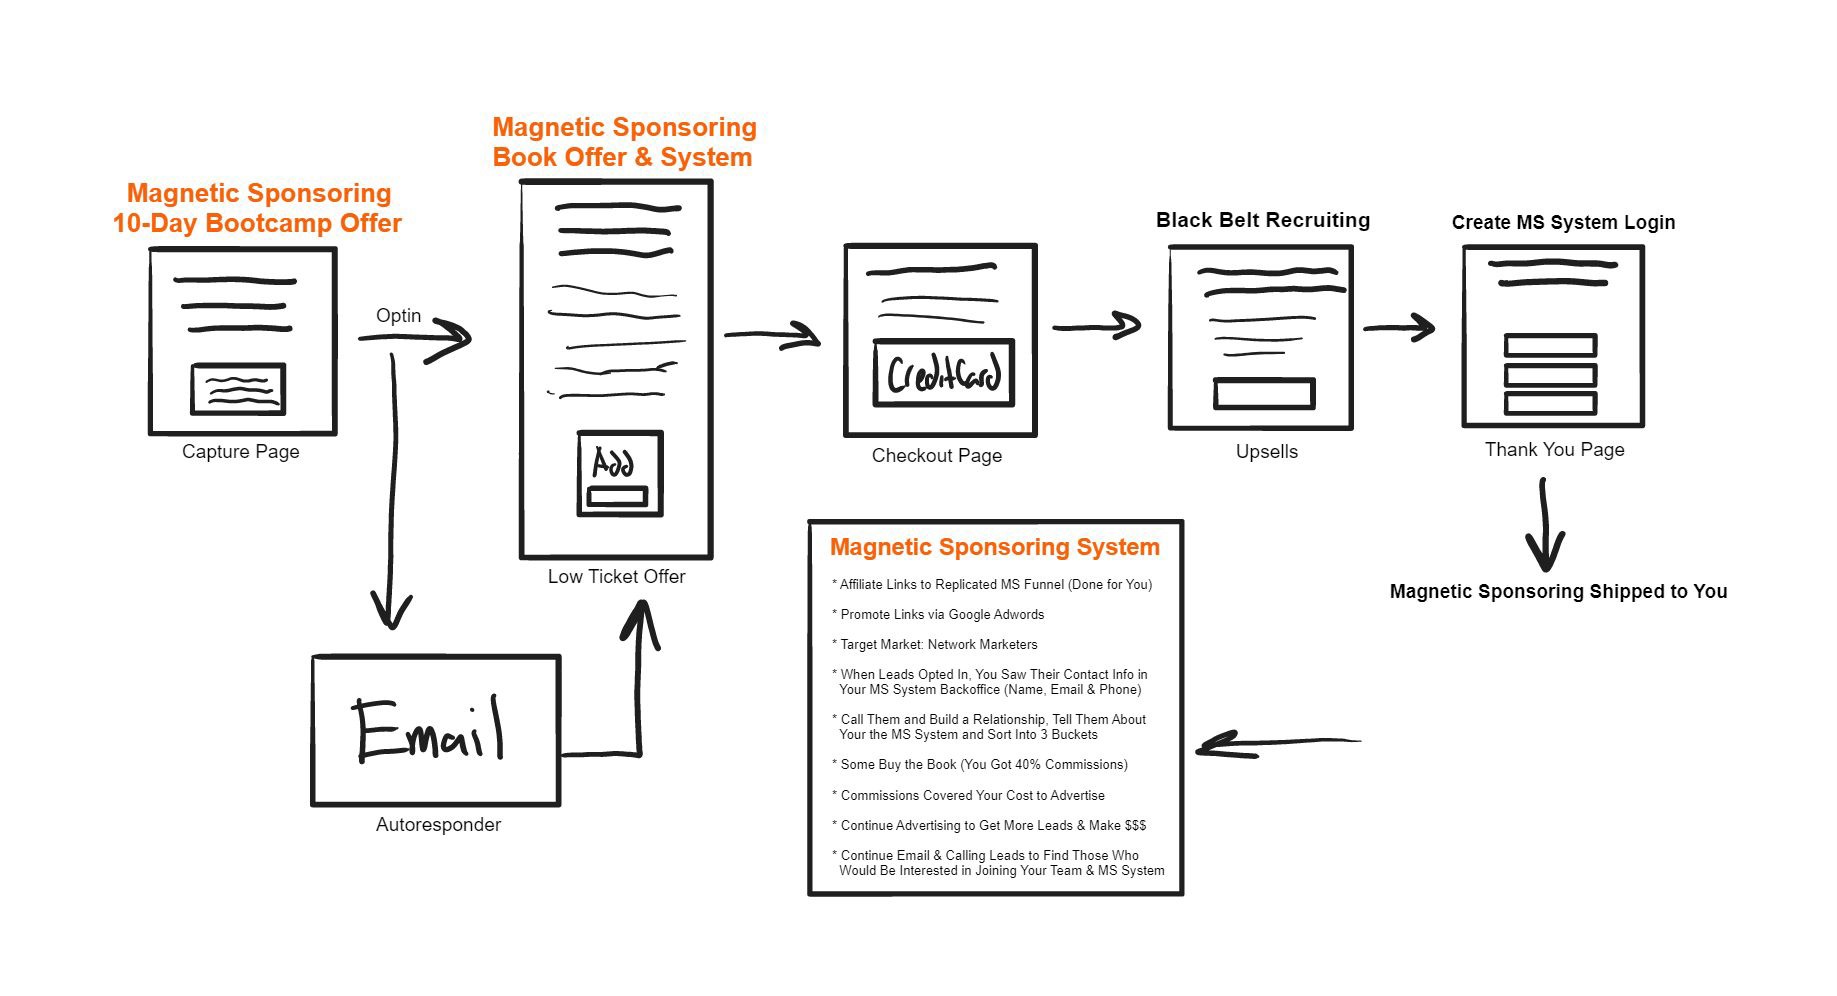 Magnetic Sponsoring
10-Day Bootcamp Offer
Capture Page
Optin
Magnetic Sponsoring
Book Offer & System
Add
Low Ticket Offer
Email
Autoresponder
CreditCard
Checkout Page
Black Belt Recruiting
Upsells
Create MS System Login
Thank You Page
Magnetic Sponsoring Shipped to You
Magnetic Sponsoring System
* Affiliate Links to Replicated MS Funnel (Done for You)
* Promote Links via Google Adwords
* Target Market: Network Marketers
* When Leads Opted In, You Saw Their Contact Info in
Your MS System Backoffice (Name, Email & Phone)
* Call Them and Build a Relationship, Tell Them About
Your the MS System and Sort Into 3 Buckets
* Some Buy the Book (You Got 40% Commissions)
* Commissions Covered Your Cost to Advertise
* Continue Advertising to Get More Leads & Make $$$
* Continue Email & Calling Leads to Find Those Who
Would Be Interested in Joining Your Team & MS System